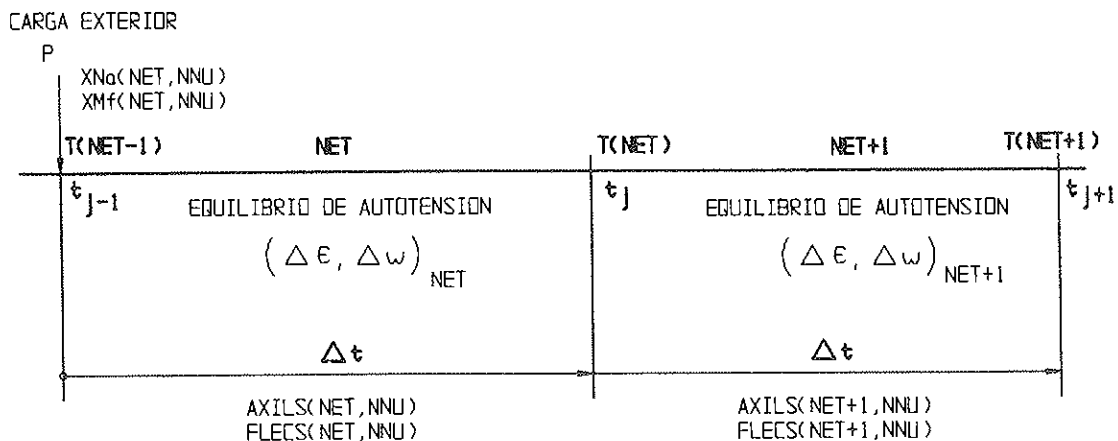 CARGA EXTERIOR
P
XNa(NET,NNU)
XMf(NET,NNU)
T(NET-1) NET T(NET) NET+1 T(NET+1)
t j-1 t j t j+1
EQUILIBRIO DE AUTOTENSION EQUILIBRIO DE AUTOTENSION
(Δ ϵ, Δ ω) NET (Δ ϵ, Δ ω) NET+1
Δ t Δ t
AXILS(NET,NNU) AXILS(NET+1,NNU)
FLECS(NET,NNU) FLECS(NET+1,NNU)